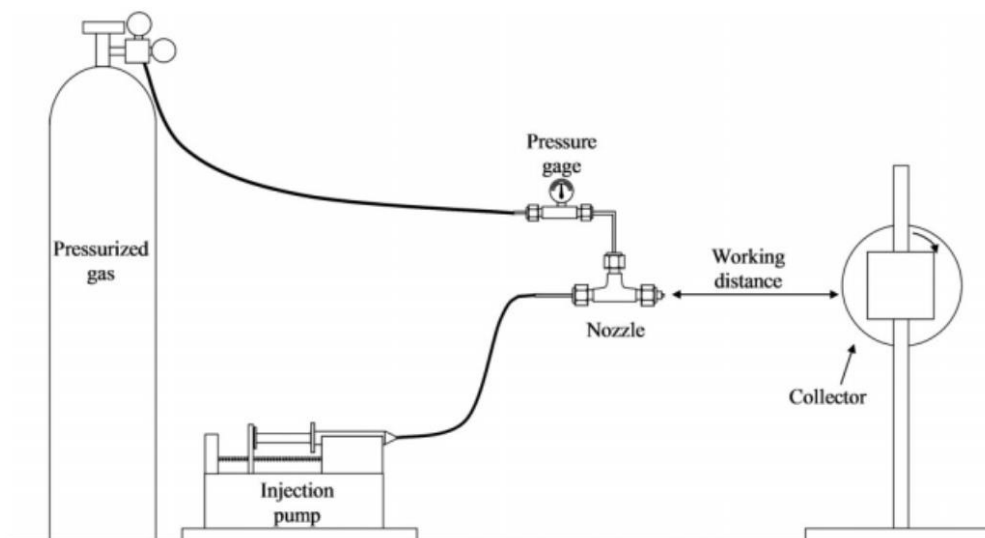 Pressure
gage
Pressurized
gas
Working
distance
Nozzle
Collector
Injection
pump